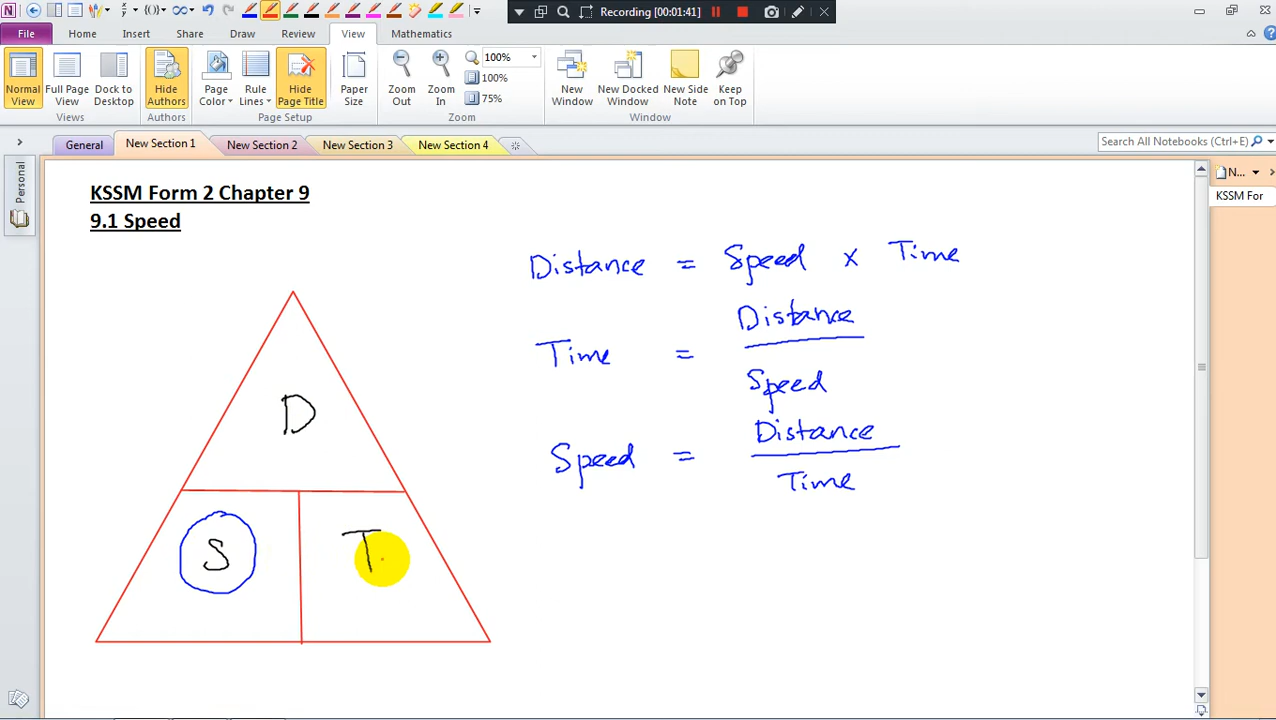 Recording [00:01:41]
File Home Insert Share Draw Review View Mathematics
Normal View Full Page View Dock to Desktop Hide Authors Page Color Rule Lines Hide Page Title Paper Size Zoom Out Zoom In 100% 100% 75% New Window New Docked Window New Side Note Keep on Top
Views Authors Page Setup Zoom Window
General New Section 1 New Section 2 New Section 3 New Section 4 Search All Notebooks (Ctrl+E)
Personal
N...
KSSM For
KSSM Form 2 Chapter 9
9.1 Speed
Distance = Speed x Time
Time = Distance
Speed
Speed = Distance
Time
D
S T